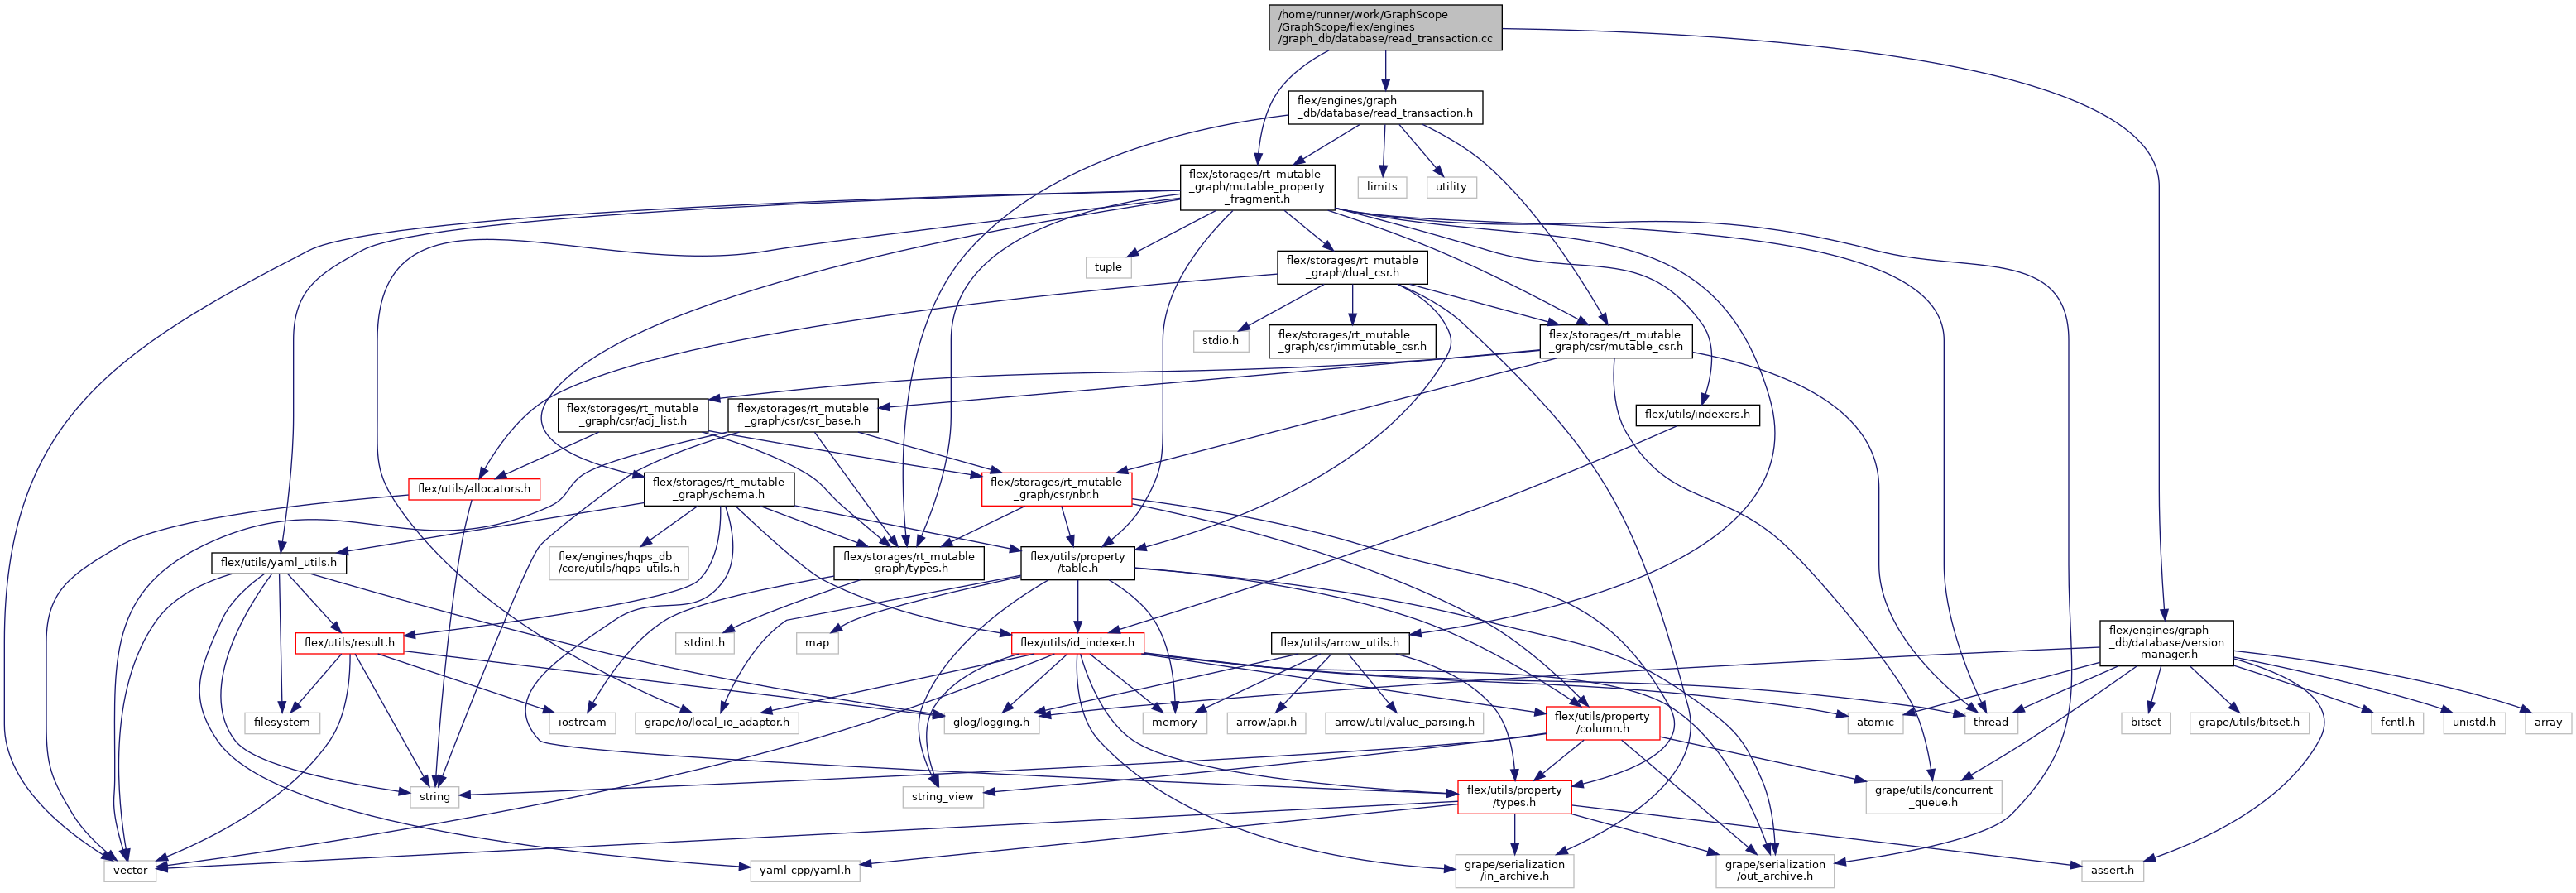 /home/runner/work/GraphScope
/GraphScope/flex/engines
/graph_db/database/read_transaction.cc
flex/engines/graph
_db/database/read_transaction.h
flex/storages/rt_mutable
_graph/mutable_property
_fragment.h
limits
utility
tuple
flex/storages/rt_mutable
_graph/dual_csr.h
stdio.h
flex/storages/rt_mutable
_graph/csr/immutable_csr.h
flex/storages/rt_mutable
_graph/csr/mutable_csr.h
flex/storages/rt_mutable
_graph/csr/adj_list.h
flex/storages/rt_mutable
_graph/csr/csr_base.h
flex/utils/indexers.h
flex/utils/allocators.h
flex/storages/rt_mutable
_graph/schema.h
flex/storages/rt_mutable
_graph/csr/nbr.h
flex/utils/yaml_utils.h
flex/engines/hqps_db
/core/utils/hqps_utils.h
flex/storages/rt_mutable
_graph/types.h
flex/utils/property
/table.h
flex/utils/result.h
stdint.h
map
flex/utils/id_indexer.h
flex/utils/arrow_utils.h
flex/engines/graph
_db/database/version
_manager.h
filesystem
iostream
grape/io/local_io_adaptor.h
glog/logging.h
memory
arrow/api.h
arrow/util/value_parsing.h
flex/utils/property
/column.h
atomic
thread
bitset
grape/utils/bitset.h
fcntl.h
unistd.h
array
string
string_view
flex/utils/property
/types.h
grape/utils/concurrent
_queue.h
vector
yaml-cpp/yaml.h
grape/serialization
/in_archive.h
grape/serialization
/out_archive.h
assert.h